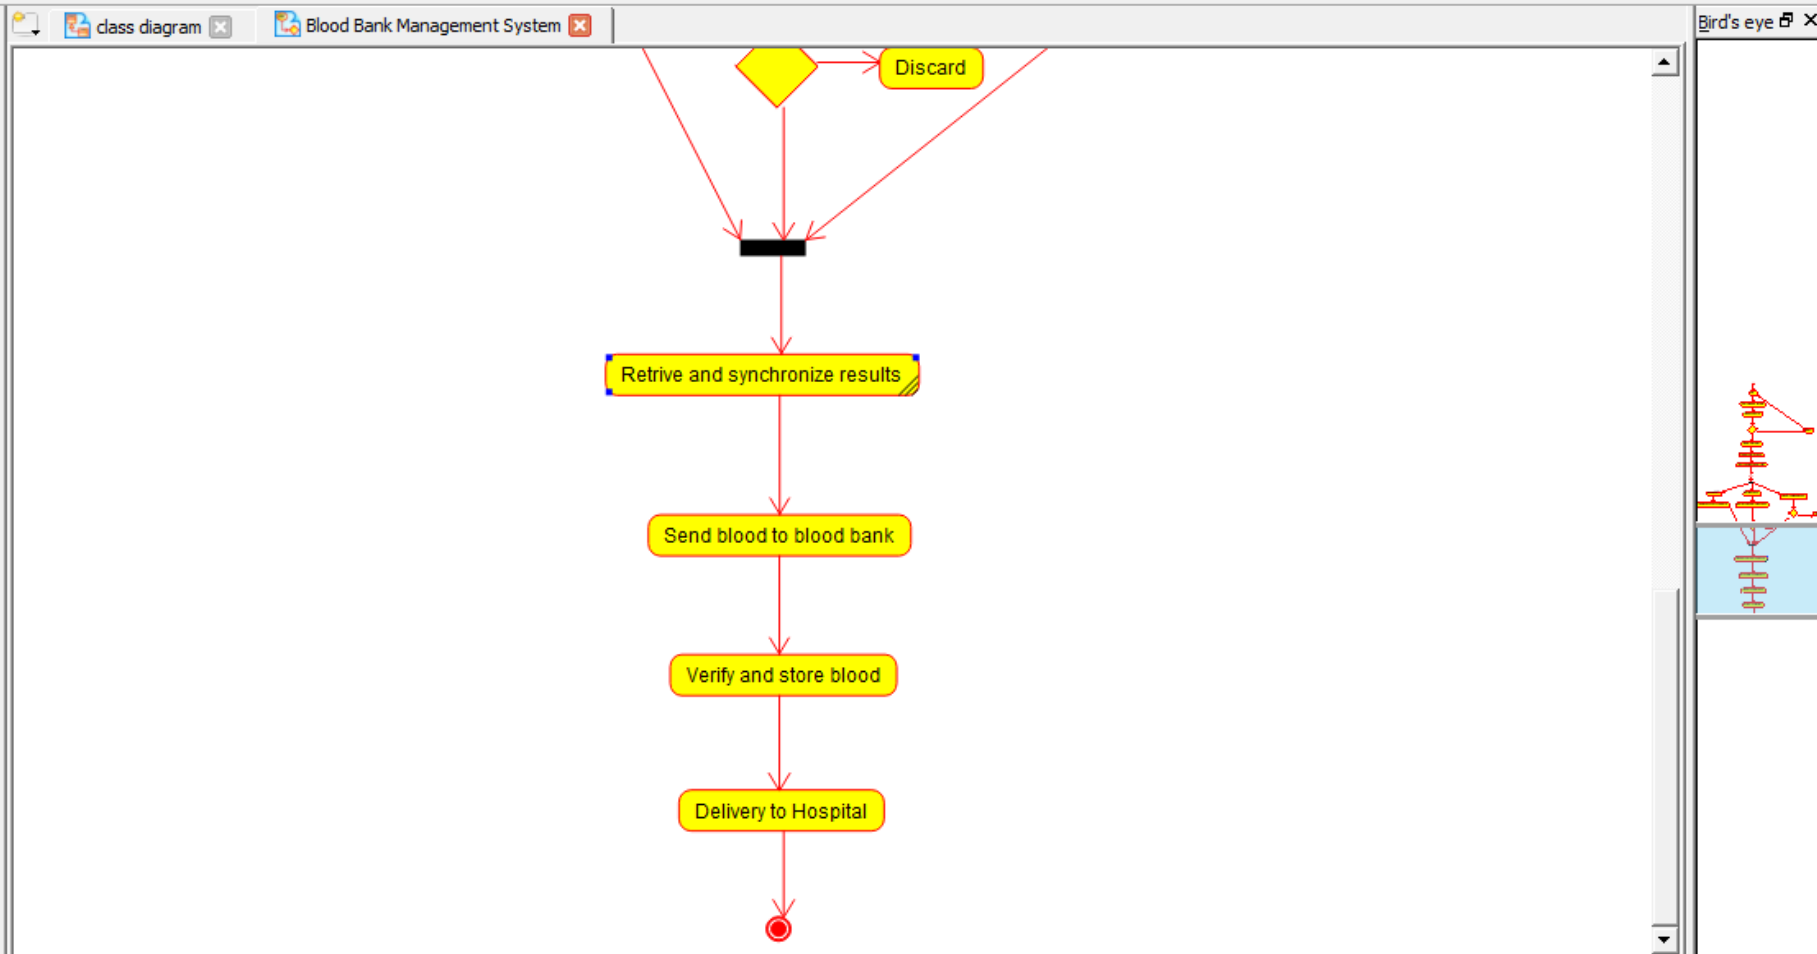 class diagram
Blood Bank Management System
Bird's eye
Discard
Retrive and synchronize results
Send blood to blood bank
Verify and store blood
Delivery to Hospital